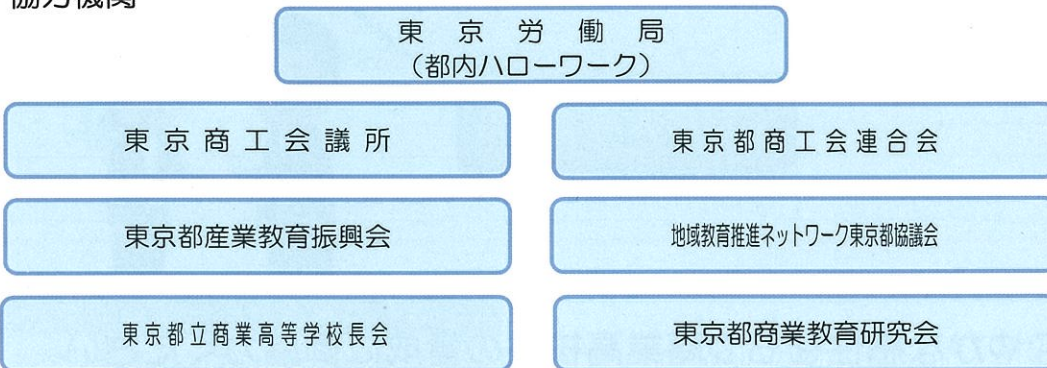 協力機関
東京労働局
（都内ハローワーク）
東京商工会議所
東京都商工会連合会
東京都産業教育振興会
地域教育推進ネットワーク東京都協議会
東京都立商業高等学校長会
東京都商業教育研究会